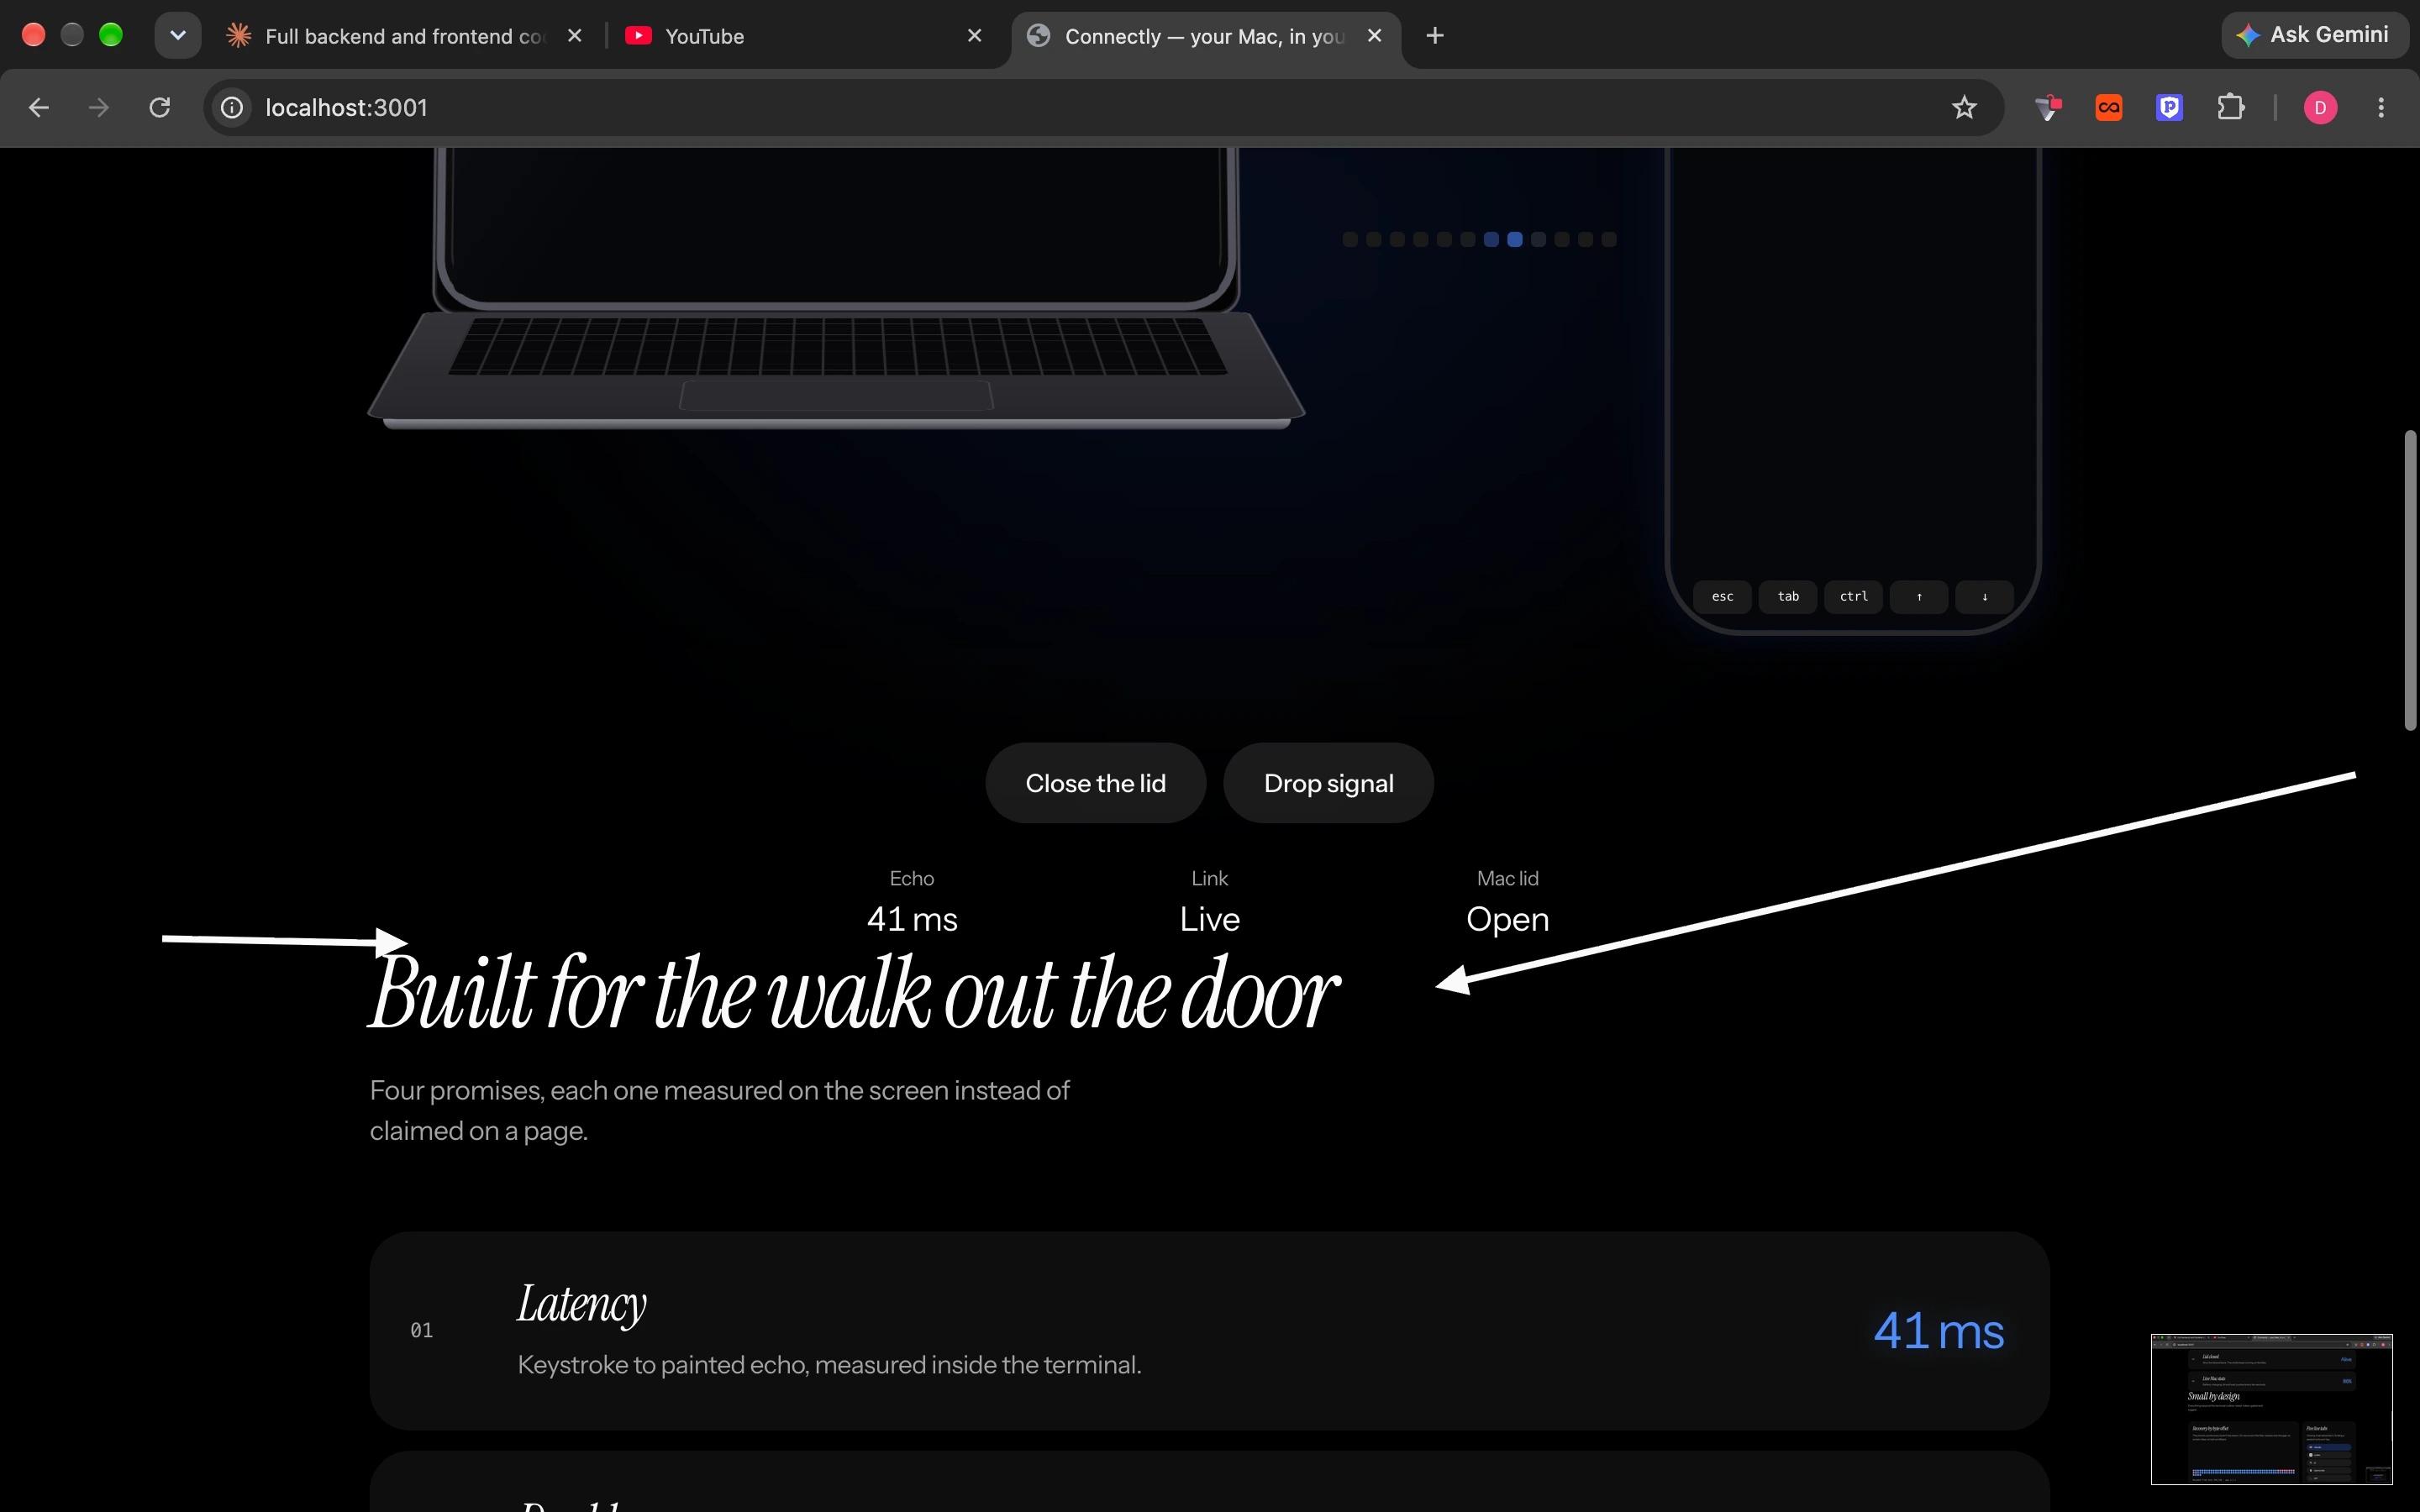 Full backend and frontend co
YouTube
Connectly — your Mac, in you
Ask Gemini
localhost:3001
D
esc tab ctrl ↑ ↓
Close the lid
Drop signal
Echo Link Mac lid
41 ms Live Open
Built for the walk out the door
Four promises, each one measured on the screen instead of
claimed on a page.
Latency
01
41 ms
Keystroke to painted echo, measured inside the terminal.
Small by design